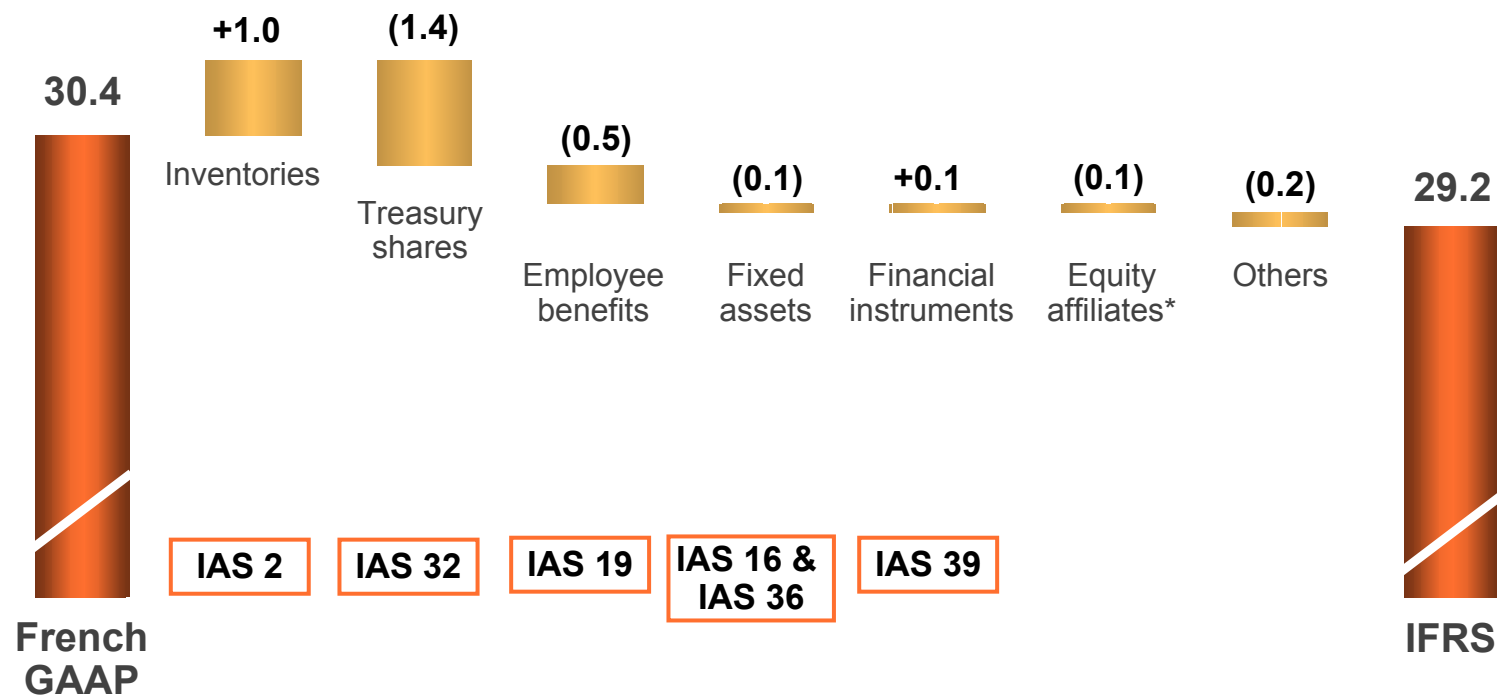 30.4
+1.0
Inventories
(1.4)
Treasury
shares
(0.5)
Employee
benefits
(0.1)
Fixed
assets
+0.1
Financial
instruments
(0.1)
Equity
affiliates*
(0.2)
Others
29.2
IAS 2
IAS 32
IAS 19
IAS 16 &
IAS 36
IAS 39
French
GAAP
IFRS